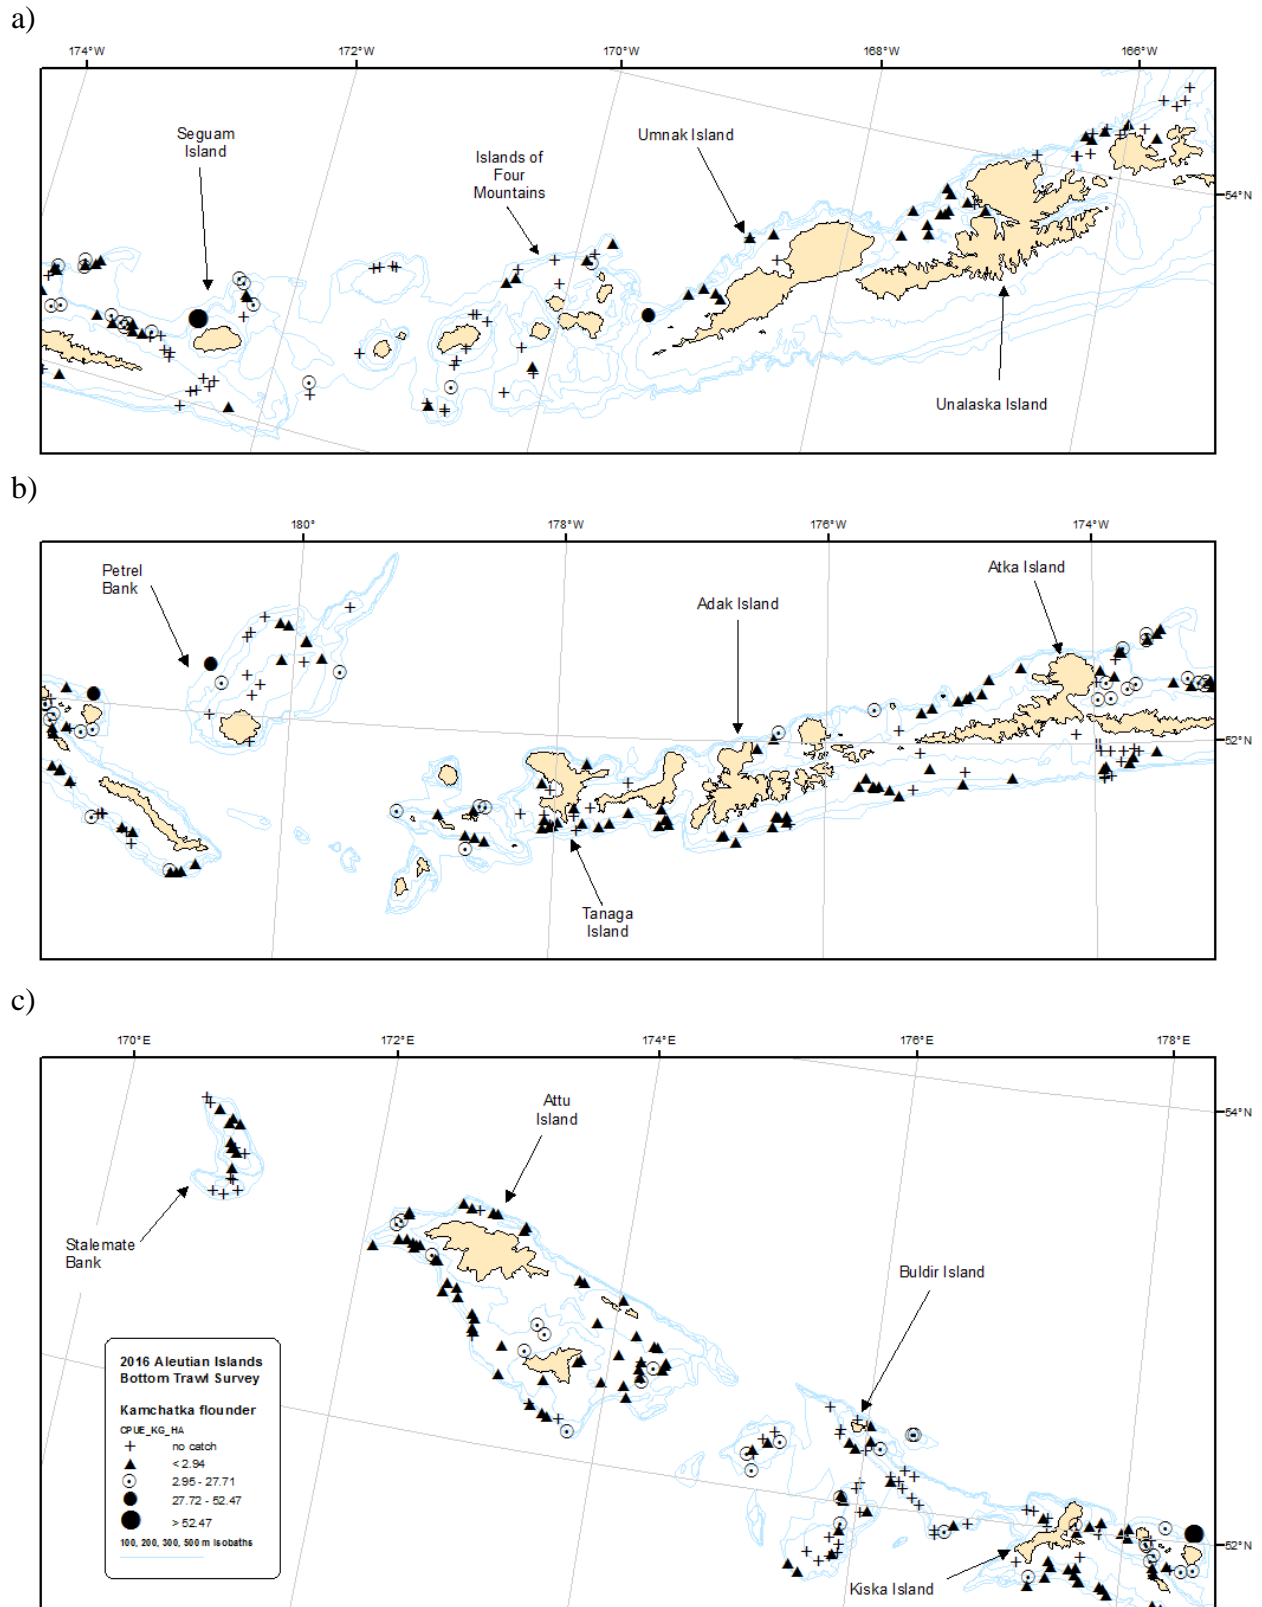 a)
174°W
172°W
170°W
168°W
166°W
Seguam
Island
Islands of
Four
Mountains
Umnak Island
54°N
Unalaska Island
b)
180°
178°W
176°W
174°W
Petrel
Bank
Adak Island
Atka Island
52°N
Tanaga
Island
c)
170°E
172°E
174°E
176°E
178°E
Attu
Island
54°N
Stalemate
Bank
Buldir Island
2016 Aleutian Islands
Bottom Trawl Survey
Kamchatka flounder
CPUE_KG_HA
no catch
< 2.94
2.95 - 27.71
27.72 - 52.47
> 52.47
100, 200, 300, 500 m Isobaths
52°N
Kiska Island